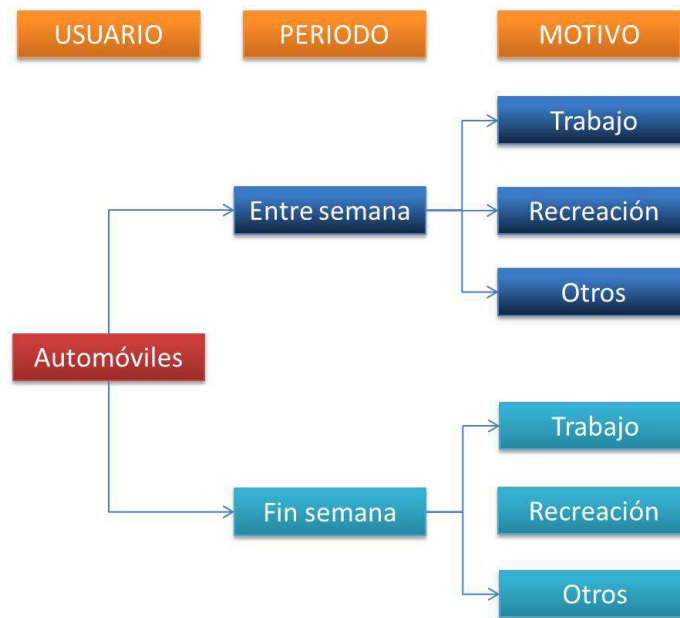 USUARIO
PERIODO
MOTIVO
Trabajo
Entre semana
Recreación
Otros
Automóviles
Trabajo
Fin semana
Recreación
Otros